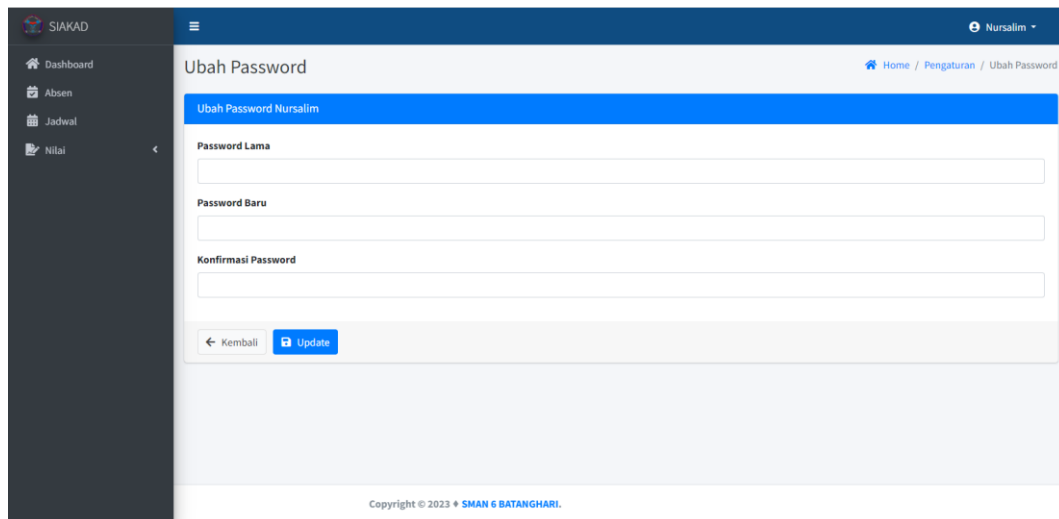 SIAKAD
Nursalim
Dashboard
Absen
Jadwal
Nilai
Ubah Password
Home / Pengaturan / Ubah Password
Ubah Password Nursalim
Password Lama
Password Baru
Konfirmasi Password
Kembali
Update
Copyright © 2023 ♦ SMAN 6 BATANGHARI.